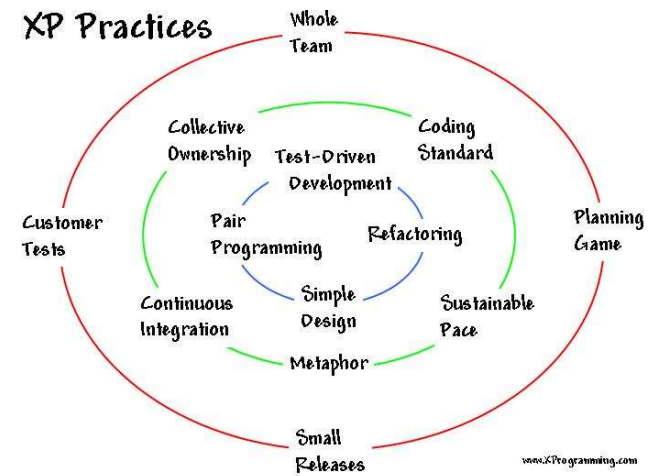 XP Practices
Whole
Team
Collective
Ownership
Coding
Standard
Test-Driven
Development
Customer
Tests
Pair
Programming
Refactoring
Planning
Game
Continuous
Integration
Simple
Design
Sustainable
Pace
Metaphor
Small
Releases
www.XProgramming.com